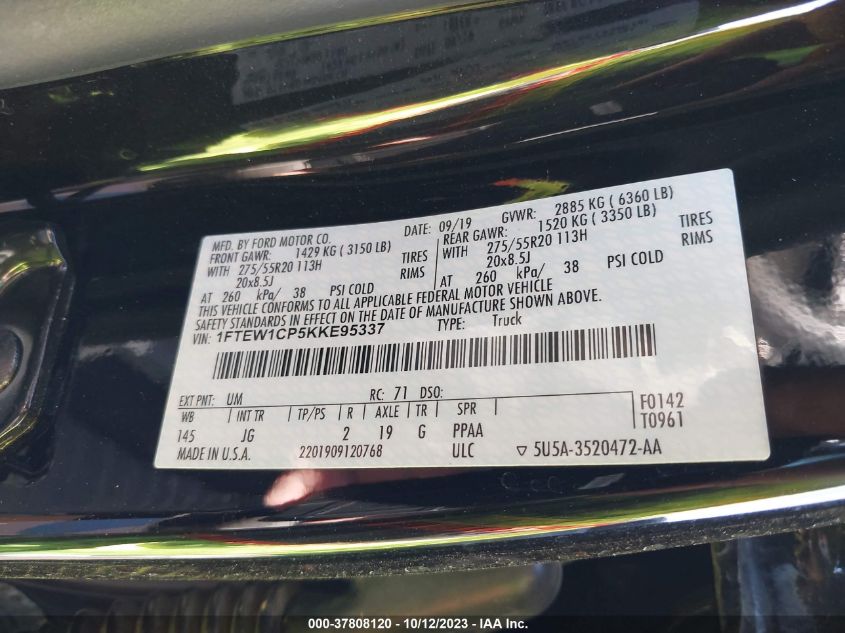 MFD. BY FORD MOTOR CO. DATE: 09/19 GVWR: 2885 KG ( 6360 LB)
FRONT GAWR: 1429 KG ( 3150 LB) REAR GAWR: 1520 KG ( 3350 LB)
WITH 275/55R20 113H TIRES WITH 275/55R20 113H TIRES
20x8.5J RIMS 20x8.5J RIMS
AT 260 kPa/ 38 PSI COLD AT 260 kPa/ 38 PSI COLD
THIS VEHICLE CONFORMS TO ALL APPLICABLE FEDERAL MOTOR VEHICLE
SAFETY STANDARDS IN EFFECT ON THE DATE OF MANUFACTURE SHOWN ABOVE.
VIN: 1FTEW1CP5KKE95337 TYPE: Truck
EXT PNT: UM RC: 71 DSO: F0142
WB INT TR TP/PS R AXLE TR SPR T0961
145 JG 2 19 G PPAA
MADE IN U.S.A. 2201909120768 ULC ▽ 5U5A-3520472-AA
000-37808120 - 10/12/2023 - IAA Inc.